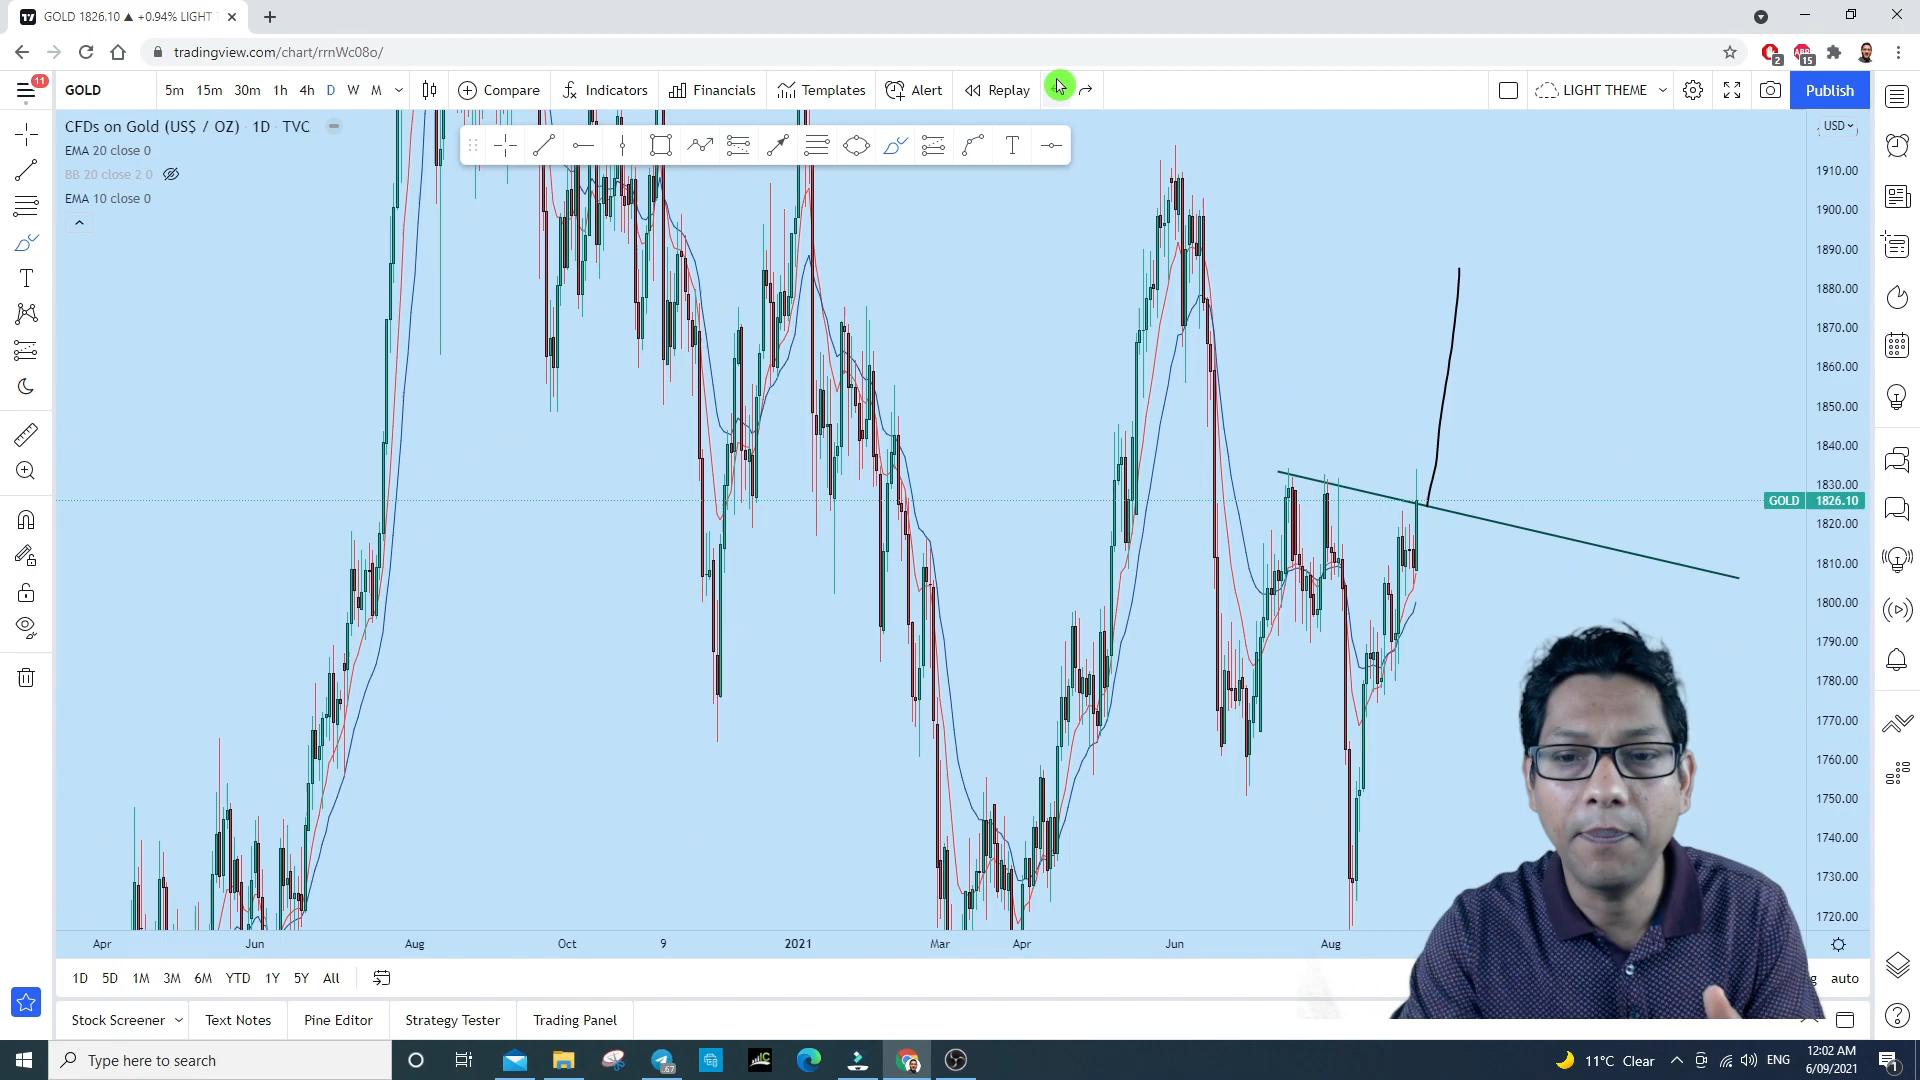 GOLD 1826.10 ▲ +0.94% LIGHT
tradingview.com/chart/rrnWc08o/
2
15
11
GOLD
5m 15m 30m 1h 4h D W M
Compare
Indicators
Financials
Templates
Alert
Replay
LIGHT THEME
Publish
CFDs on Gold (US$ / OZ) · 1D · TVC
EMA 20 close 0
BB 20 close 2 0
EMA 10 close 0
USD
1910.00
1900.00
1890.00
1880.00
1870.00
1860.00
1850.00
1840.00
1830.00
GOLD 1826.10
1820.00
1810.00
1800.00
1790.00
1780.00
1770.00
1760.00
1750.00
1740.00
1730.00
1720.00
Apr Jun Aug Oct 9 2021 Mar Apr Jun Aug
1D 5D 1M 3M 6M YTD 1Y 5Y All
auto
Stock Screener Text Notes Pine Editor Strategy Tester Trading Panel
Type here to search
.67
11°C Clear
ENG
12:02 AM
6/09/2021
1